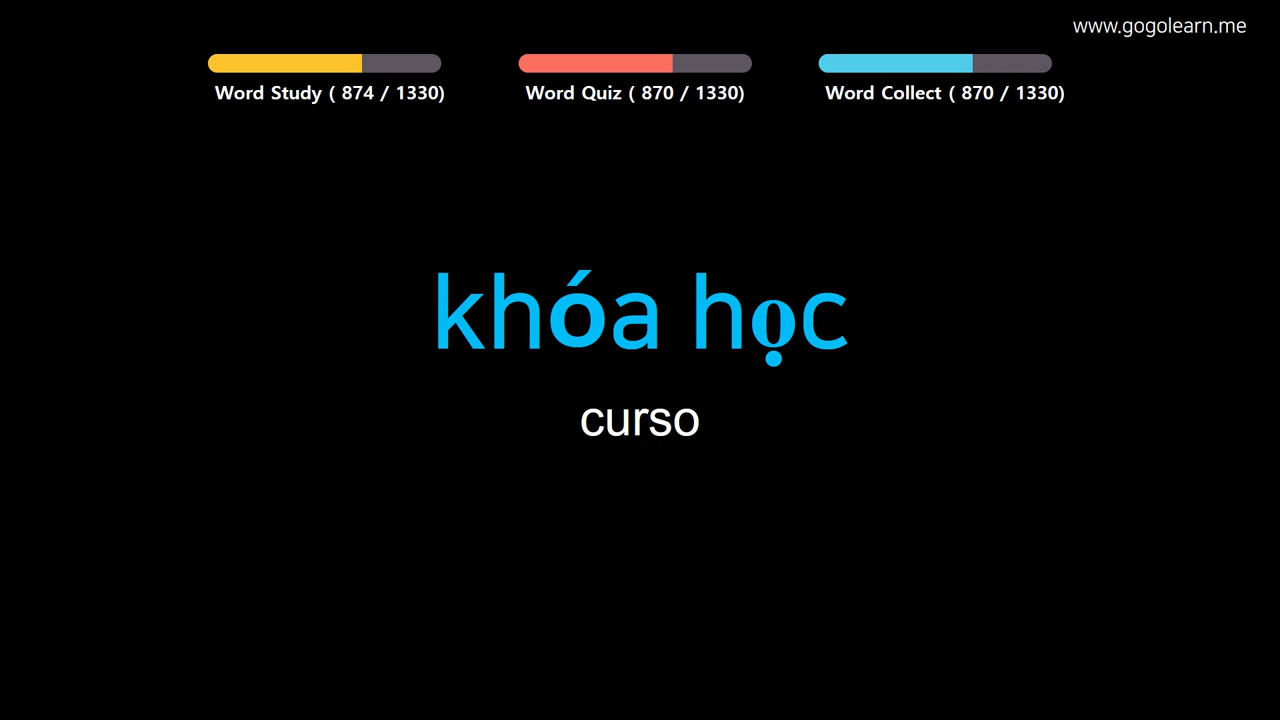 www.gogolearn.me
Word Study ( 874 / 1330)
Word Quiz ( 870 / 1330)
Word Collect ( 870 / 1330)
khóa học
curso